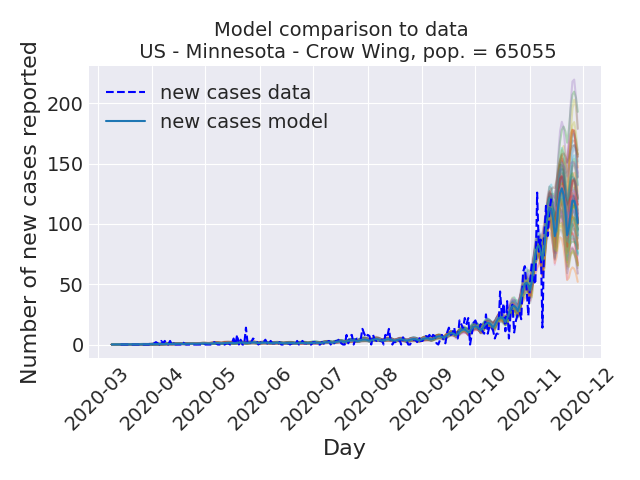 Model comparison to data
US - Minnesota - Crow Wing, pop. = 65055
Number of new cases reported
200
150
100
50
0
new cases data
new cases model
2020-03
2020-04
2020-05
2020-06
2020-07
2020-08
2020-09
2020-10
2020-11
2020-12
Day